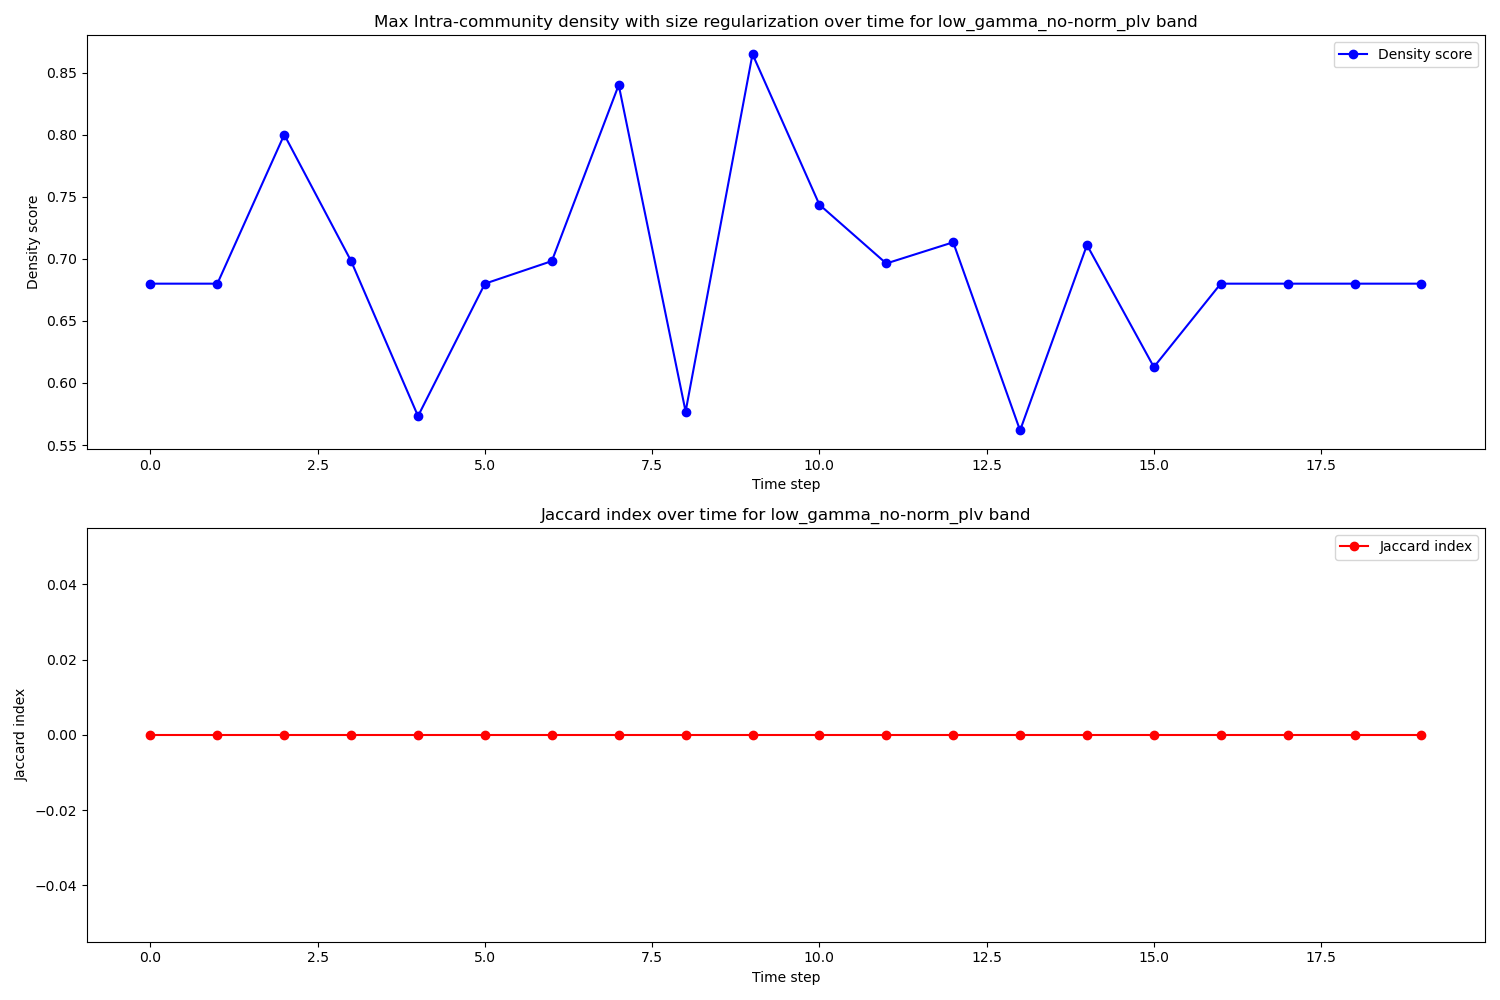 Max Intra-community density with size regularization over time for low_gamma_no-norm_plv band
Density score
0.85
0.80
0.75
0.70
0.65
0.60
0.55
Density score
0.0 2.5 5.0 7.5 10.0 12.5 15.0 17.5
Time step
Jaccard index over time for low_gamma_no-norm_plv band
Jaccard index
0.04
0.02
0.00
−0.02
−0.04
Jaccard index
0.0 2.5 5.0 7.5 10.0 12.5 15.0 17.5
Time step